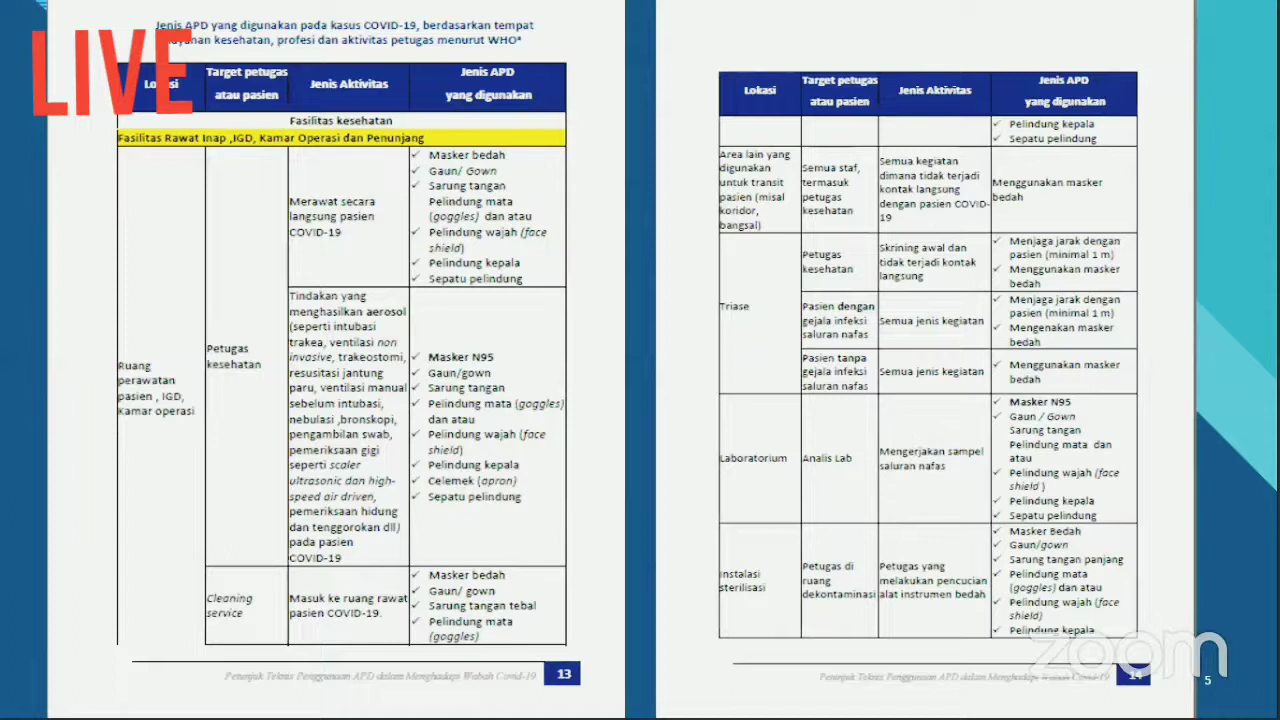 LIVE
Jenis APD yang digunakan pada kasus COVID-19, berdasarkan tempat
kesehatan, profesi dan aktivitas petugas menurut WHO⁴
Target petugas
atau pasien
Jenis Aktivitas
Jenis APD
yang digunakan
Fasilitas kesehatan
Fasilitas Rawat Inap ,IGD, Kamar Operasi dan Penunjang
Ruang
perawatan
pasien , IGD,
Kamar operasi
Petugas
kesehatan
Merawat secara
langsung pasien
COVID-19
✓ Masker bedah
✓ Gaun/ Gown
✓ Sarung tangan
Pelindung mata
(goggles) dan atau
✓ Pelindung wajah (face
shield)
✓ Pelindung kepala
✓ Sepatu pelindung
Tindakan yang
menghasilkan aerosol
(seperti intubasi
trakea, ventilasi non
invasive, trakeostomi,
resusitasi jantung
paru, ventilasi manual
sebelum intubasi,
nebulasi ,bronskopi,
pengambilan swab,
pemeriksaan gigi
seperti scaler
ultrasonic dan high-
speed air driven,
pemeriksaan hidung
dan tenggorokan dll)
pada pasien
COVID-19
✓ Masker N95
✓ Gaun/gown
✓ Sarung tangan
✓ Pelindung mata (goggles)
dan atau
✓ Pelindung wajah (face
shield)
✓ Pelindung kepala
✓ Celemek (apron)
✓ Sepatu pelindung
Cleaning
service
Masuk ke ruang rawat
pasien COVID-19.
✓ Masker bedah
✓ Gaun/ gown
✓ Sarung tangan tebal
✓ Pelindung mata
(goggles)
Petunjuk Teknis Penggunaan APD dalam Menghadapi Wabah Covid-19
13
Lokasi
Target petugas
atau pasien
Jenis Aktivitas
Jenis APD
yang digunakan
✓ Pelindung kepala
✓ Sepatu pelindung
Area lain yang
digunakan
untuk transit
pasien (misal
koridor,
bangsal)
Semua staf,
termasuk
petugas
kesehatan
Semua kegiatan
dimana tidak terjadi
kontak langsung
dengan pasien COVID-
19
Menggunakan masker
bedah
Triase
Petugas
kesehatan
Skrining awal dan
tidak terjadi kontak
langsung
✓ Menjaga jarak dengan
pasien (minimal 1 m)
✓ Menggunakan masker
bedah
Pasien dengan
gejala infeksi
saluran nafas
Semua jenis kegiatan
✓ Menjaga jarak dengan
pasien (minimal 1 m)
✓ Mengenakan masker
bedah
Pasien tanpa
gejala infeksi
saluran nafas
Semua jenis kegiatan
✓ Menggunakan masker
bedah
Laboratorium
Analis Lab
Mengerjakan sampel
saluran nafas
✓ Masker N95
✓ Gaun / Gown
Sarung tangan
Pelindung mata dan
atau
✓ Pelindung wajah (face
shield )
✓ Pelindung kepala
✓ Sepatu pelindung
Instalasi
sterilisasi
Petugas di
ruang
dekontaminasi
Petugas yang
melakukan pencucian
alat instrumen bedah
✓ Masker Bedah
✓ Gaun/gown
✓ Sarung tangan panjang
✓ Pelindung mata
(goggles) dan atau
✓ Pelindung wajah (face
shield)
✓ Pelindung kepala
Petunjuk Teknis Penggunaan APD dalam Menghadapi Wabah Covid-19
14
zoom
5